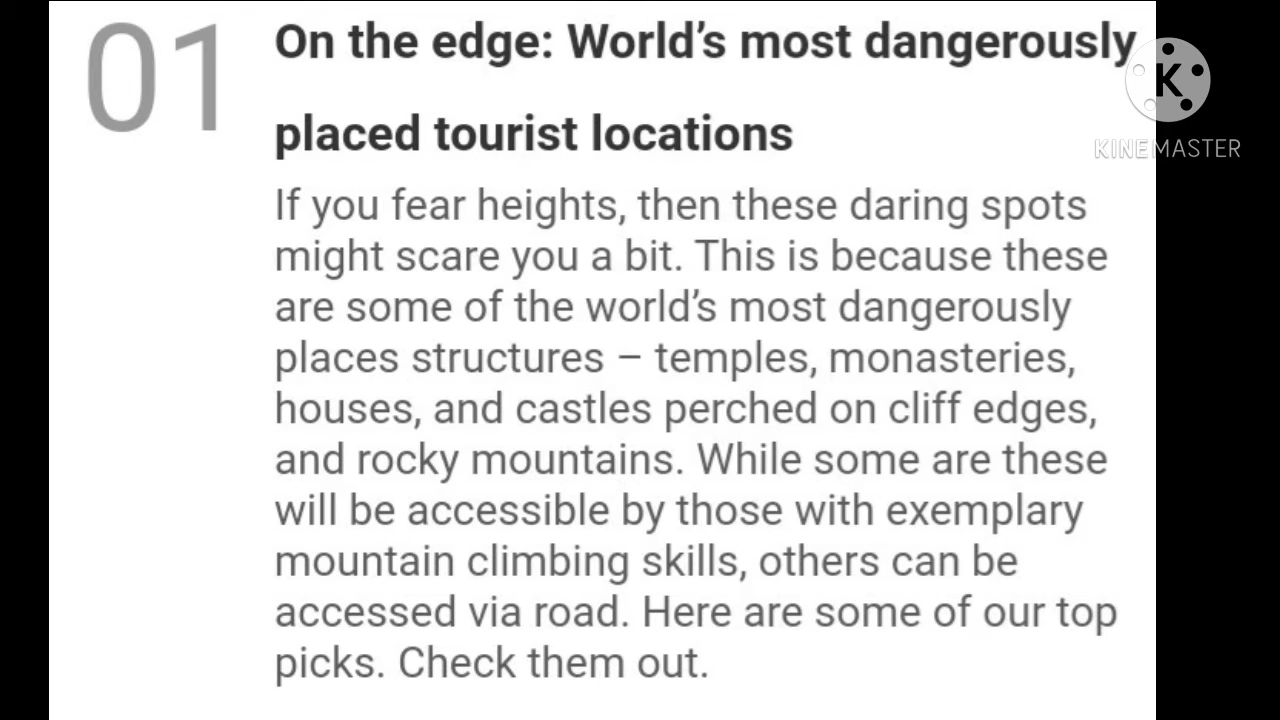 01
On the edge: World’s most dangerously
placed tourist locations
If you fear heights, then these daring spots
might scare you a bit. This is because these
are some of the world’s most dangerously
places structures – temples, monasteries,
houses, and castles perched on cliff edges,
and rocky mountains. While some are these
will be accessible by those with exemplary
mountain climbing skills, others can be
accessed via road. Here are some of our top
picks. Check them out.
K
KINEMASTER